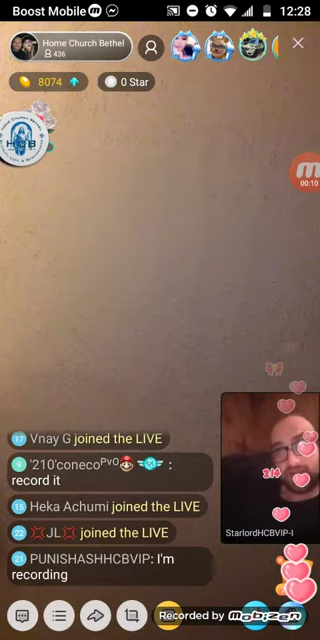 Boost Mobile
12:28
Home Church Bethel
436
8074
0 Star
HCB
00:10
17 Vnay G joined the LIVE
9 '210'conecoᴾᵛᴼ :
record it
15 Heka Achumi joined the LIVE
22 JL joined the LIVE
21 PUNISHASHHCBVIP: I'm
recording
StarlordHCBVIP-I
Recorded by mobizen